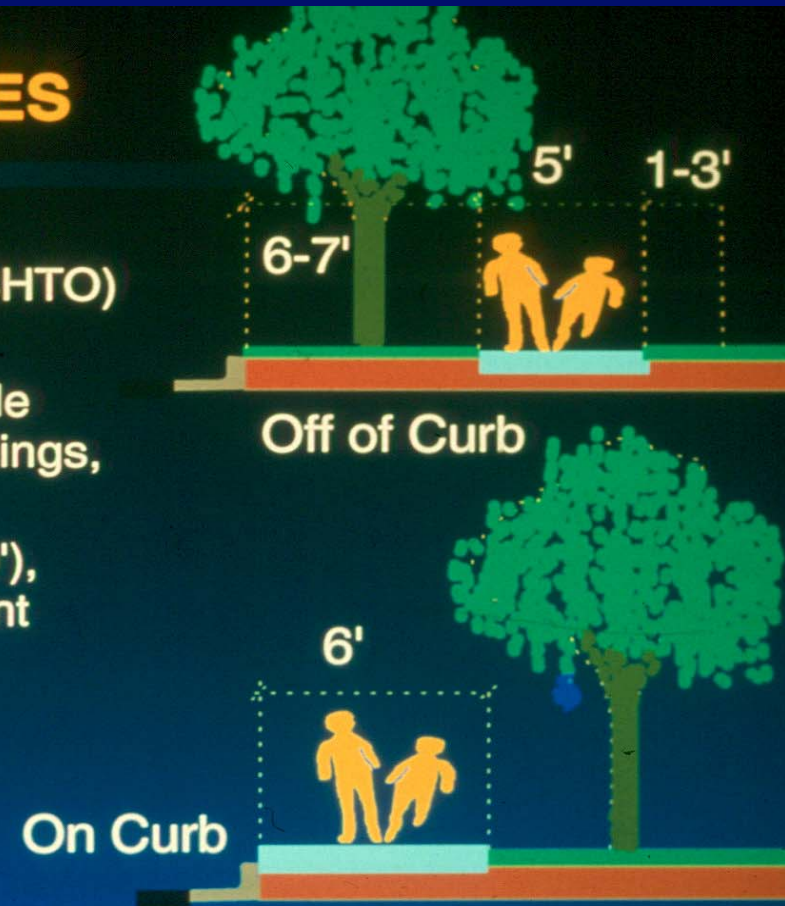 ES
5'
1-3'
6-7'
HTO)
le
ings,
Off of Curb
'),
nt
6'
On Curb